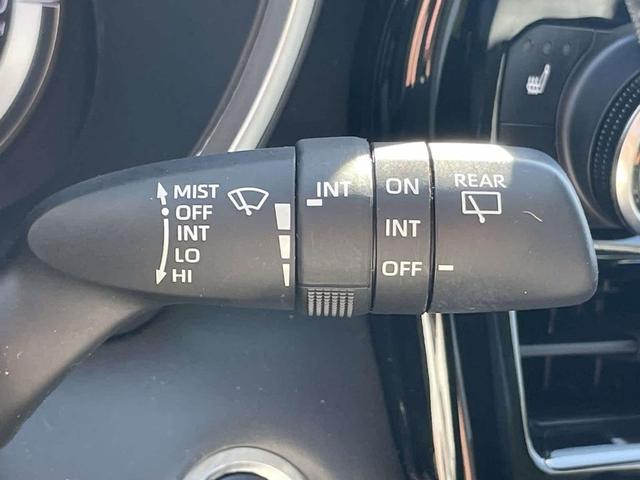 MIST
OFF
INT
LO
HI
INT
ON
INT
OFF
REAR